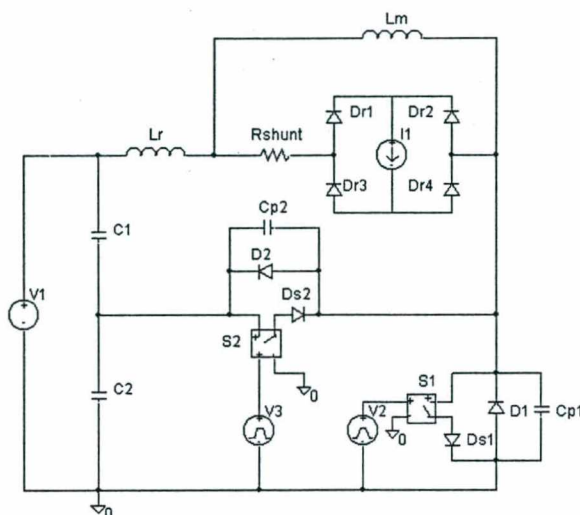 Lm
Dr1
Dr2
I1
Lr
Rshunt
Dr3
Dr4
C1
Cp2
D2
V1
Ds2
S2
C2
0
S1
V3
V2
D1
Cp1
0
Ds1
0